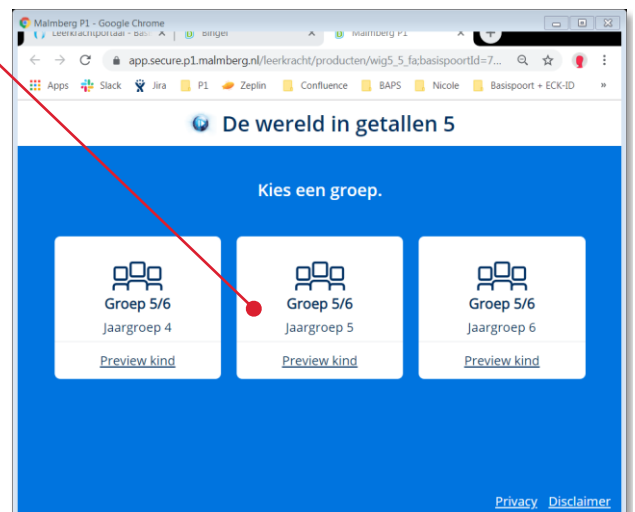 Malmberg P1 - Google Chrome
Leerkrachtportaal - Basi × Bingel × Malmberg P1 ×
app.secure.p1.malmberg.nl/leerkracht/producten/wig5_5_fa;basispoortId=7...
Apps Slack Jira P1 Zeplin Confluence BAPS Nicole Basispoort + ECK-ID »
De wereld in getallen 5
Kies een groep.
Groep 5/6 Groep 5/6 Groep 5/6
Jaargroep 4 Jaargroep 5 Jaargroep 6
Preview kind Preview kind Preview kind
Privacy Disclaimer